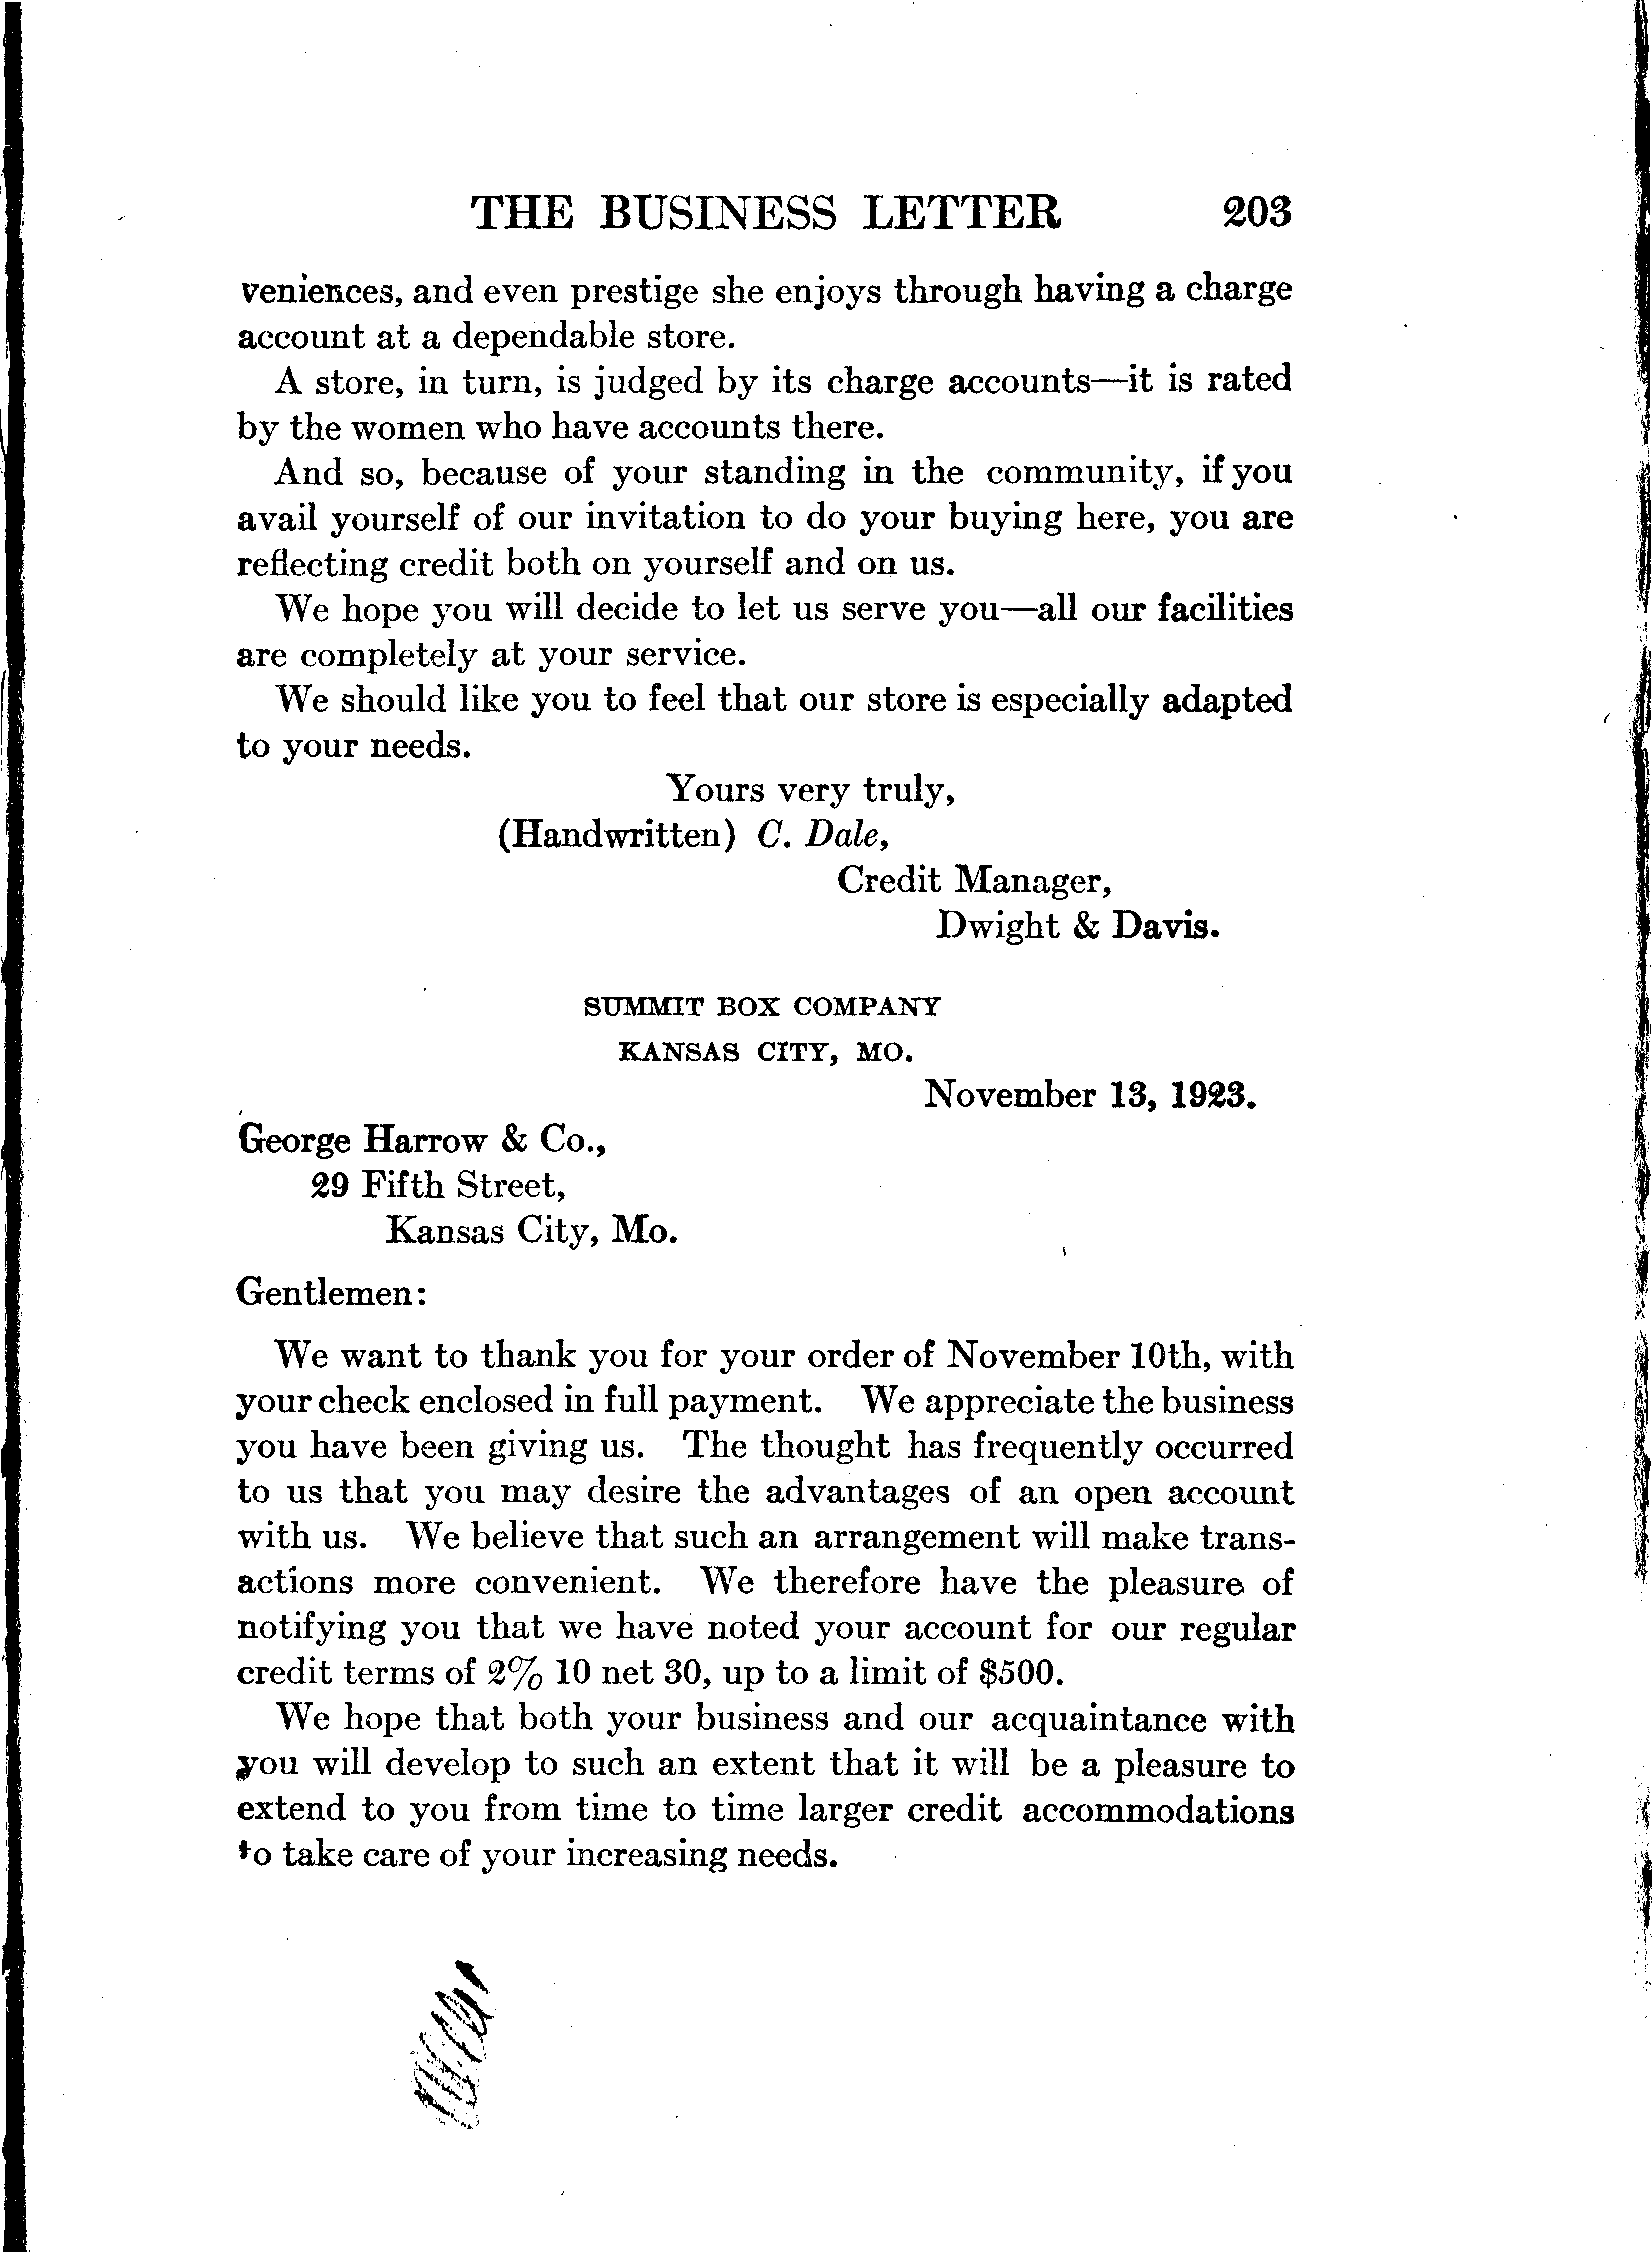 THE BUSINESS LETTER 203
veniences, and even prestige she enjoys through having a charge
account at a dependable store.
A store, in turn, is judged by its charge accounts—it is rated
by the women who have accounts there.
And so, because of your standing in the community, if you
avail yourself of our invitation to do your buying here, you are
reflecting credit both on yourself and on us.
We hope you will decide to let us serve you—all our facilities
are completely at your service.
We should like you to feel that our store is especially adapted
to your needs.
Yours very truly,
(Handwritten) C. Dale,
Credit Manager,
Dwight & Davis.
SUMMIT BOX COMPANY
KANSAS CITY, MO.
November 13, 1923.
George Harrow & Co.,
29 Fifth Street,
Kansas City, Mo.
Gentlemen:
We want to thank you for your order of November 10th, with
your check enclosed in full payment. We appreciate the business
you have been giving us. The thought has frequently occurred
to us that you may desire the advantages of an open account
with us. We believe that such an arrangement will make trans-
actions more convenient. We therefore have the pleasure of
notifying you that we have noted your account for our regular
credit terms of 2% 10 net 30, up to a limit of $500.
We hope that both your business and our acquaintance with
you will develop to such an extent that it will be a pleasure to
extend to you from time to time larger credit accommodations
to take care of your increasing needs.